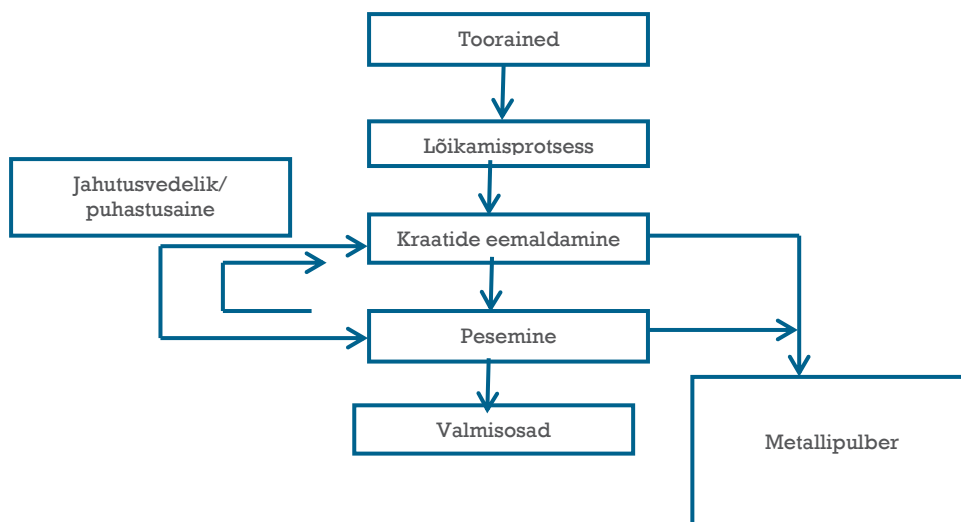 Toorained
Lõikamisprotsess
Jahutusvedelik/
puhastusaine
Kraatide eemaldamine
Pesemine
Valmisosad
Metallipulber